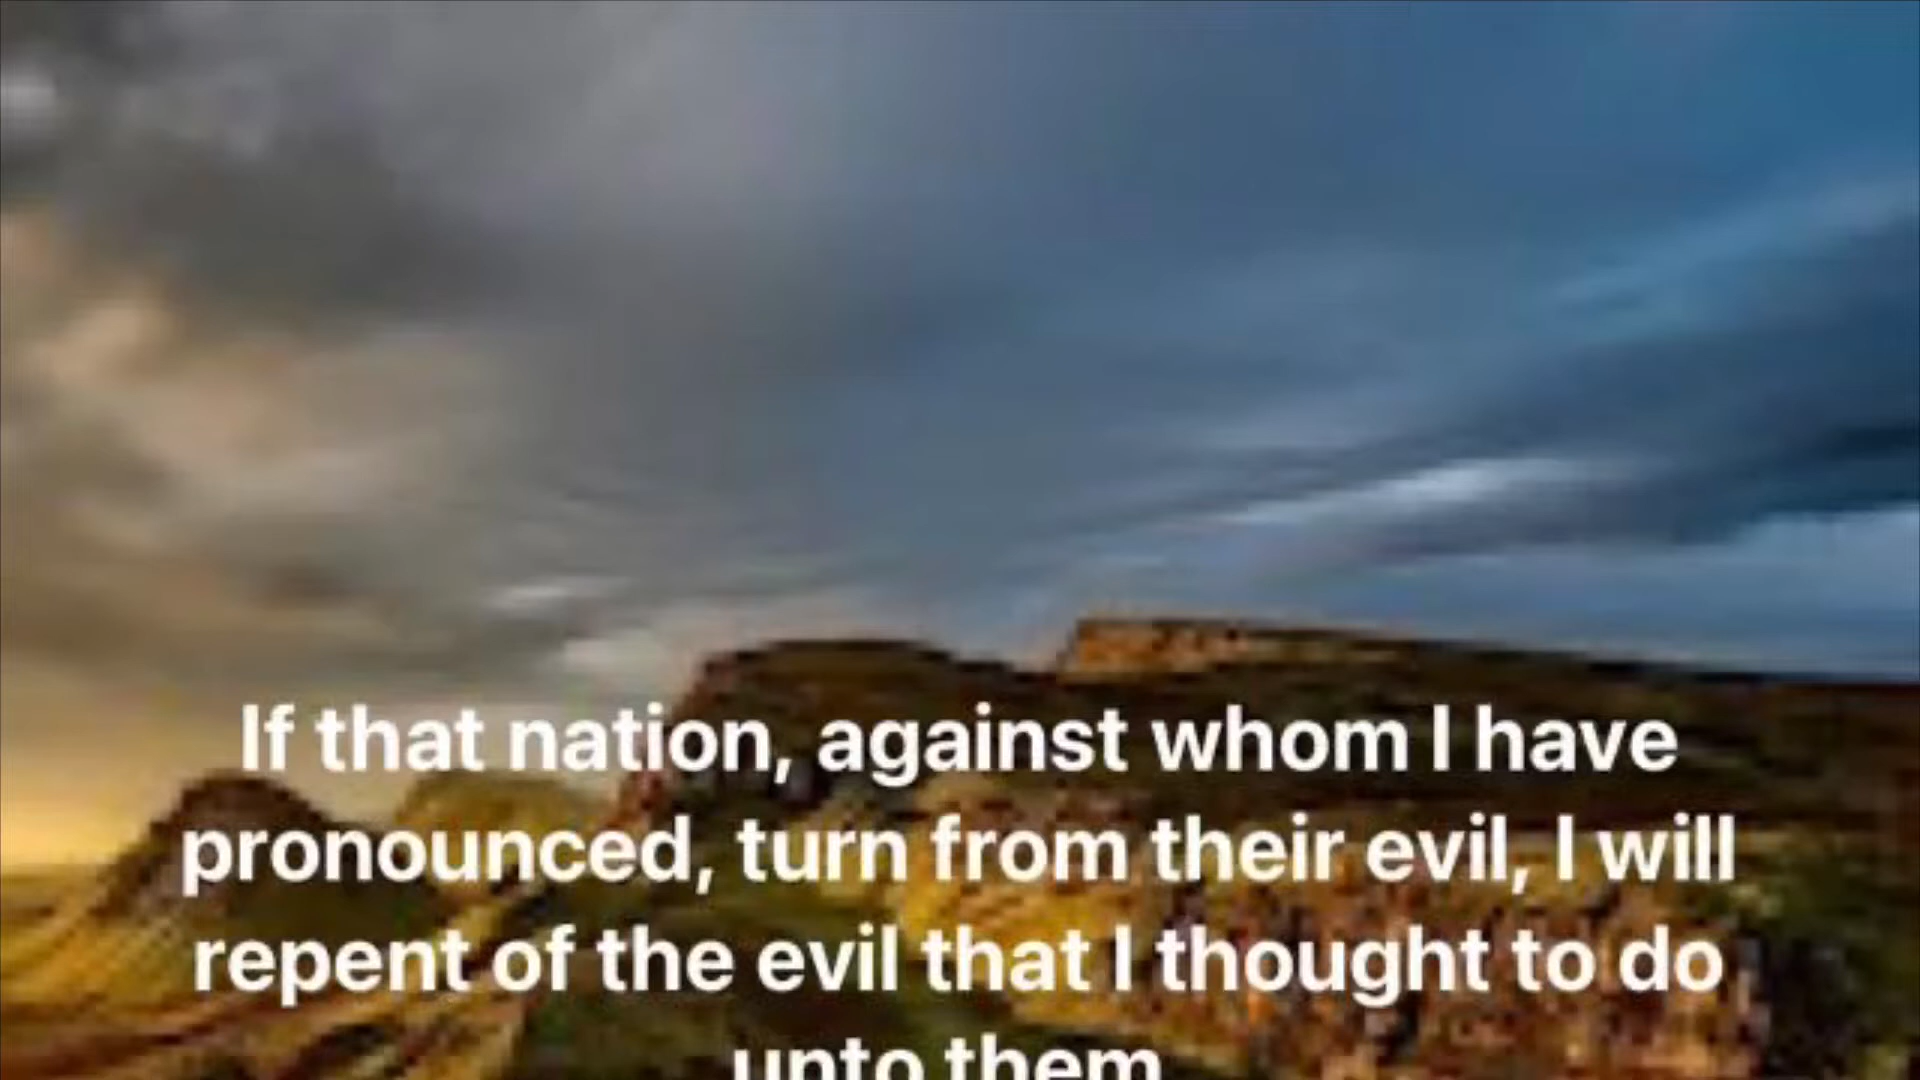 If that nation, against whom I have
pronounced, turn from their evil, I will
repent of the evil that I thought to do
unto them